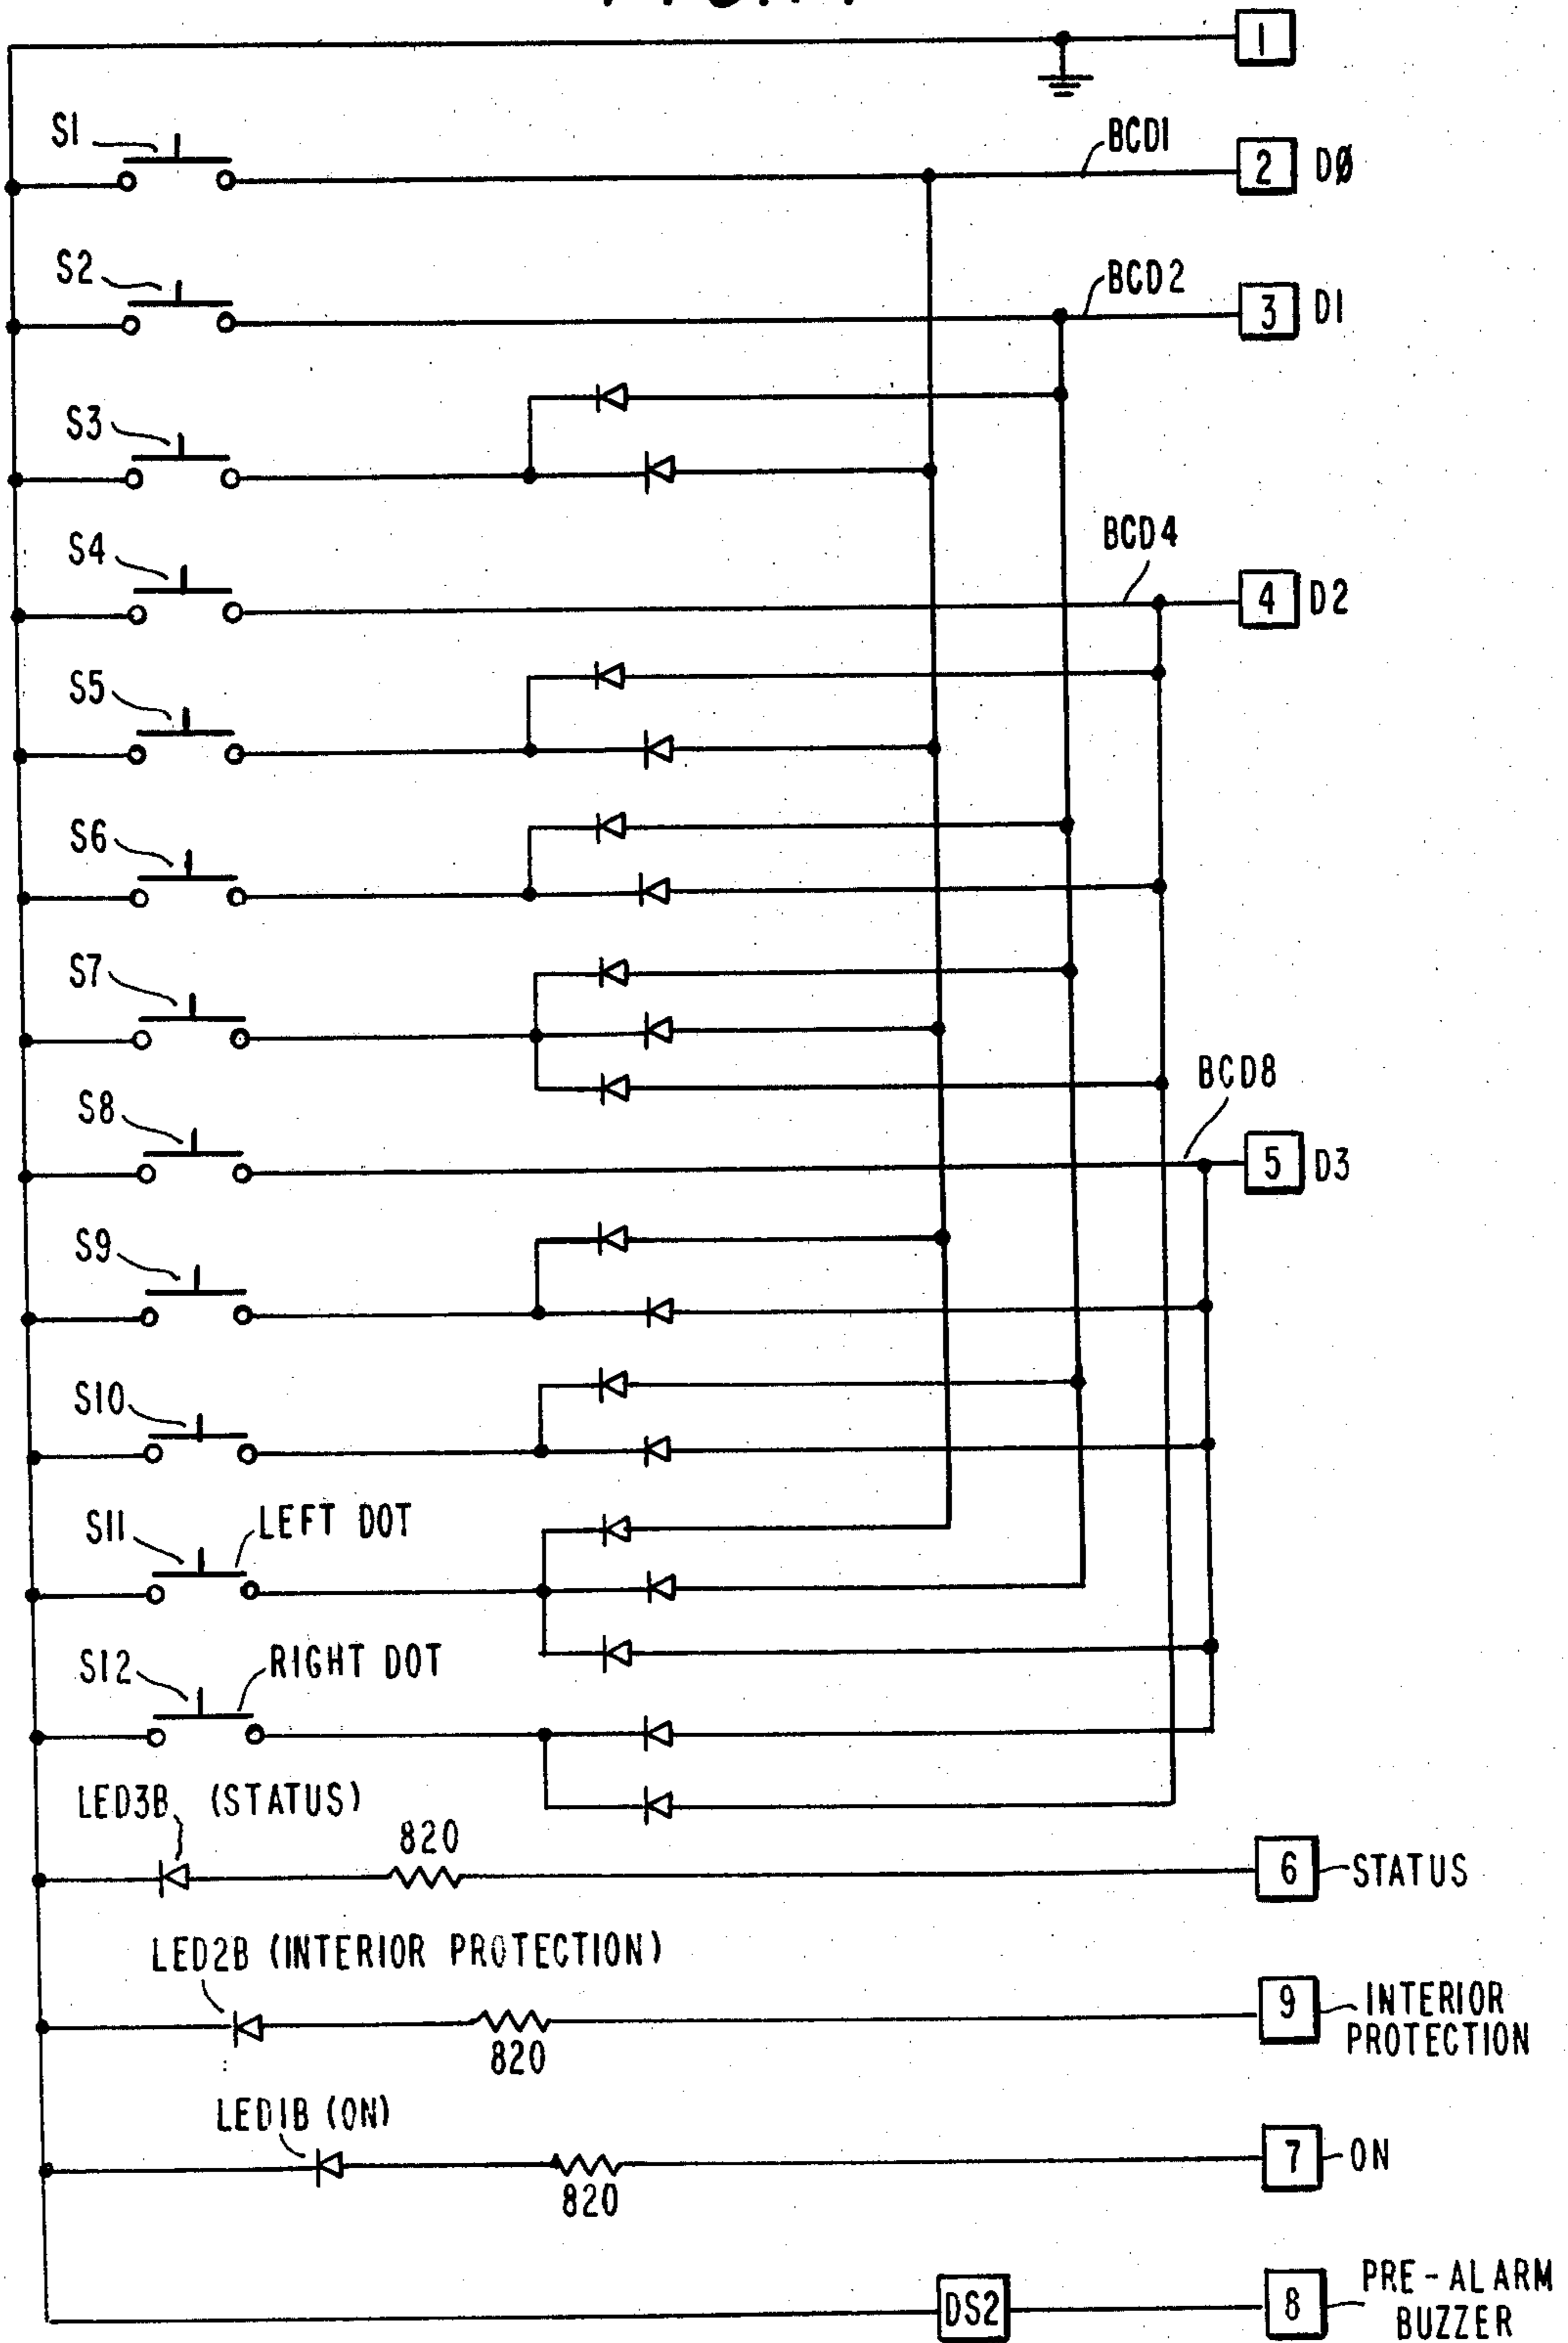 1
S1
BCD1
2 DØ
S2
BCD2
3 D1
S3
S4
BCD4
4 D2
S5
S6
S7
S8
BCD8
5 D3
S9
S10
S11
LEFT DOT
S12
RIGHT DOT
LED3B (STATUS)
820
6 STATUS
LED2B (INTERIOR PROTECTION)
820
9 INTERIOR
PROTECTION
LED1B (ON)
820
7 ON
DS2
8 PRE-ALARM
BUZZER